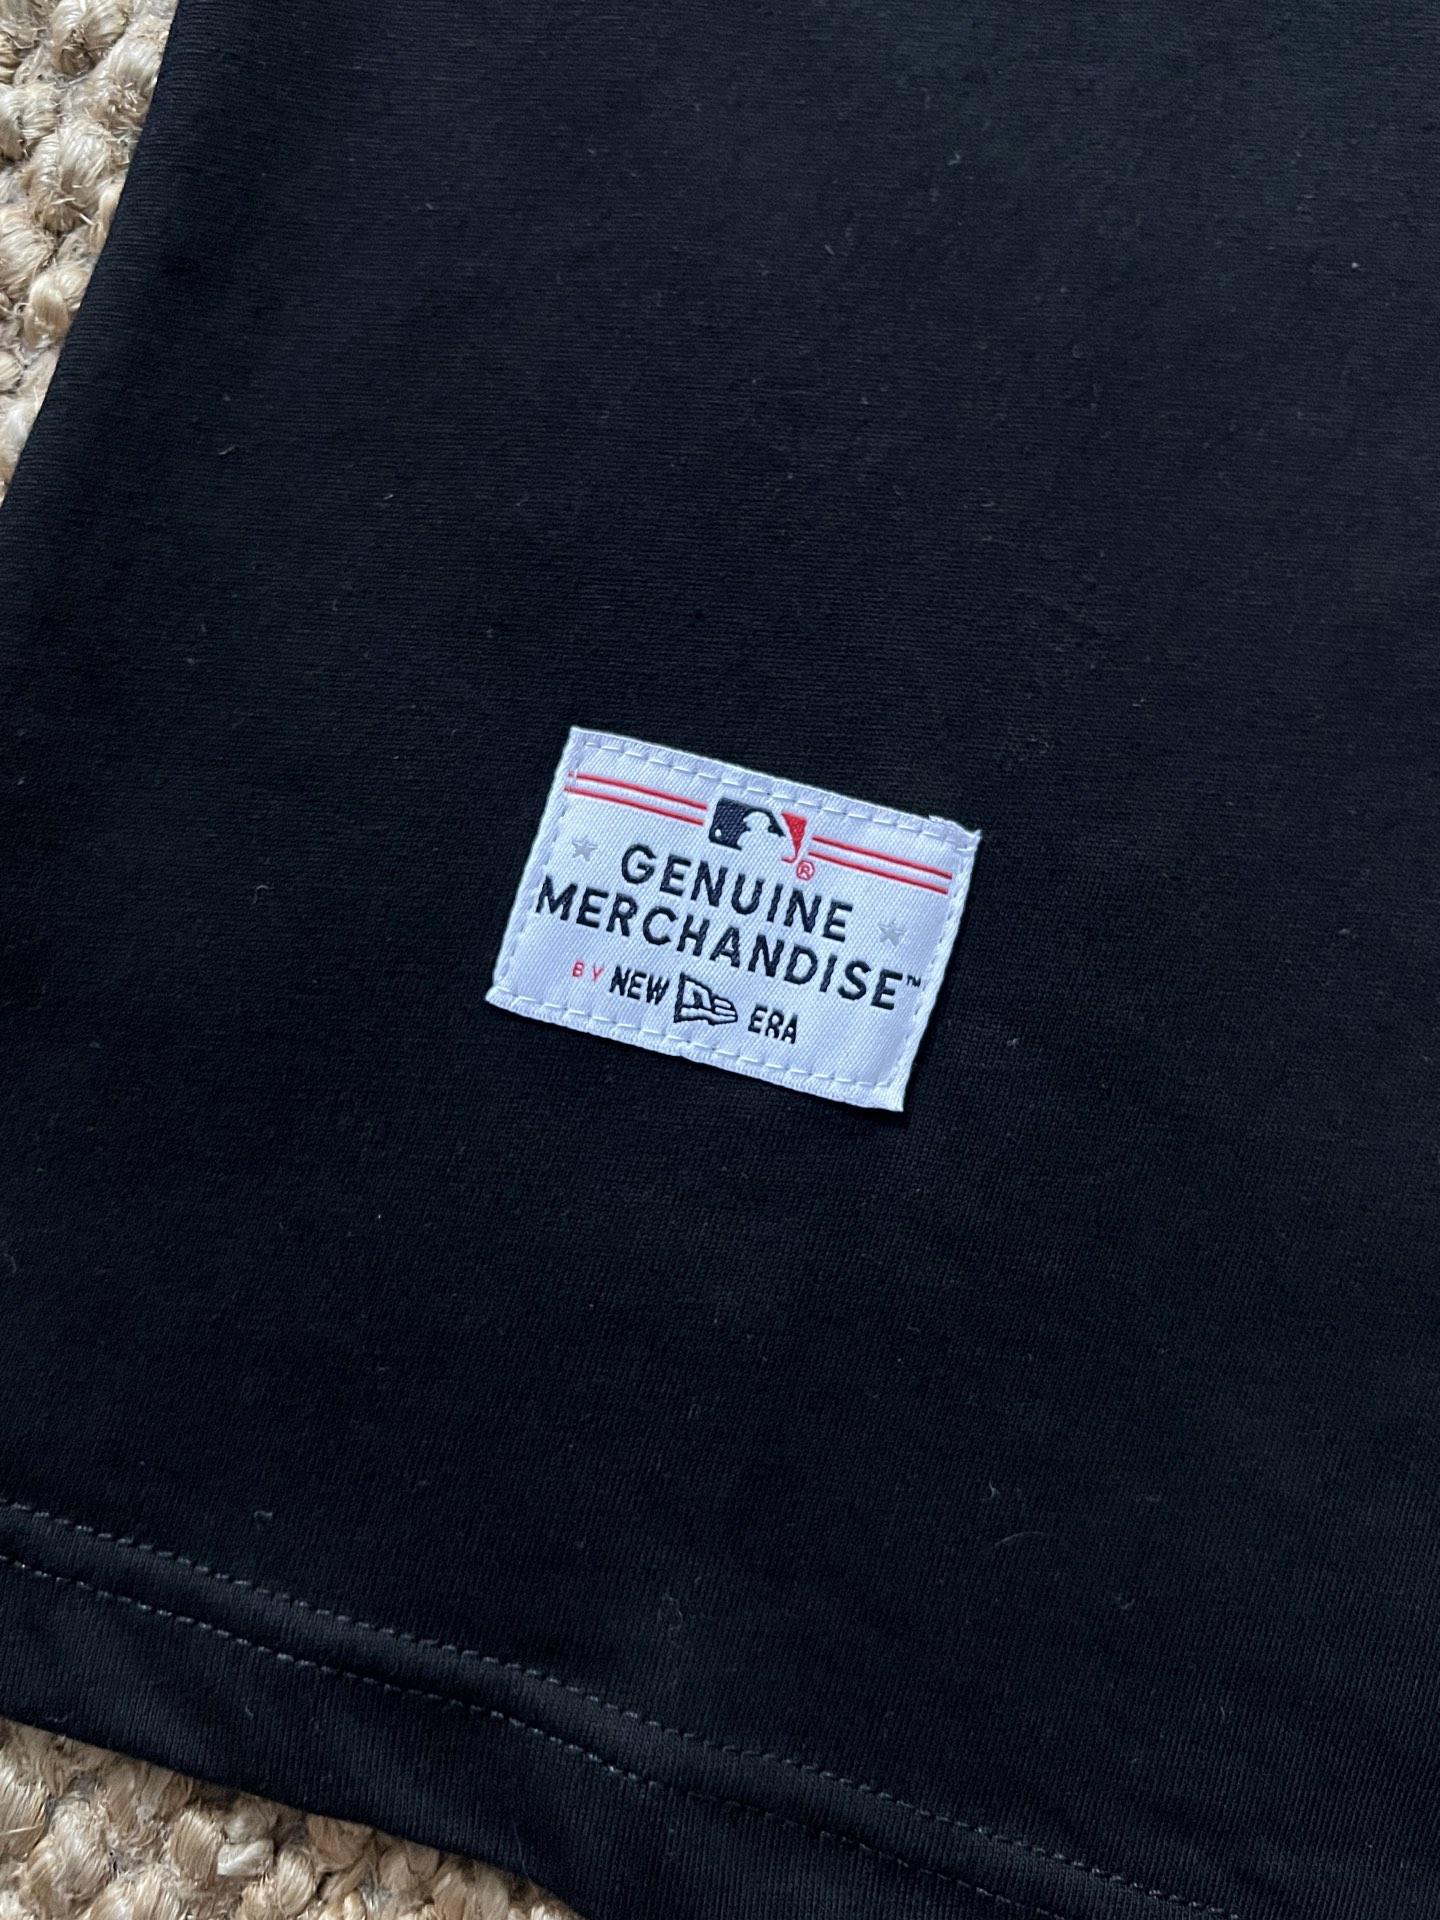 ®
GENUINE
MERCHANDISE™
BY NEW ERA